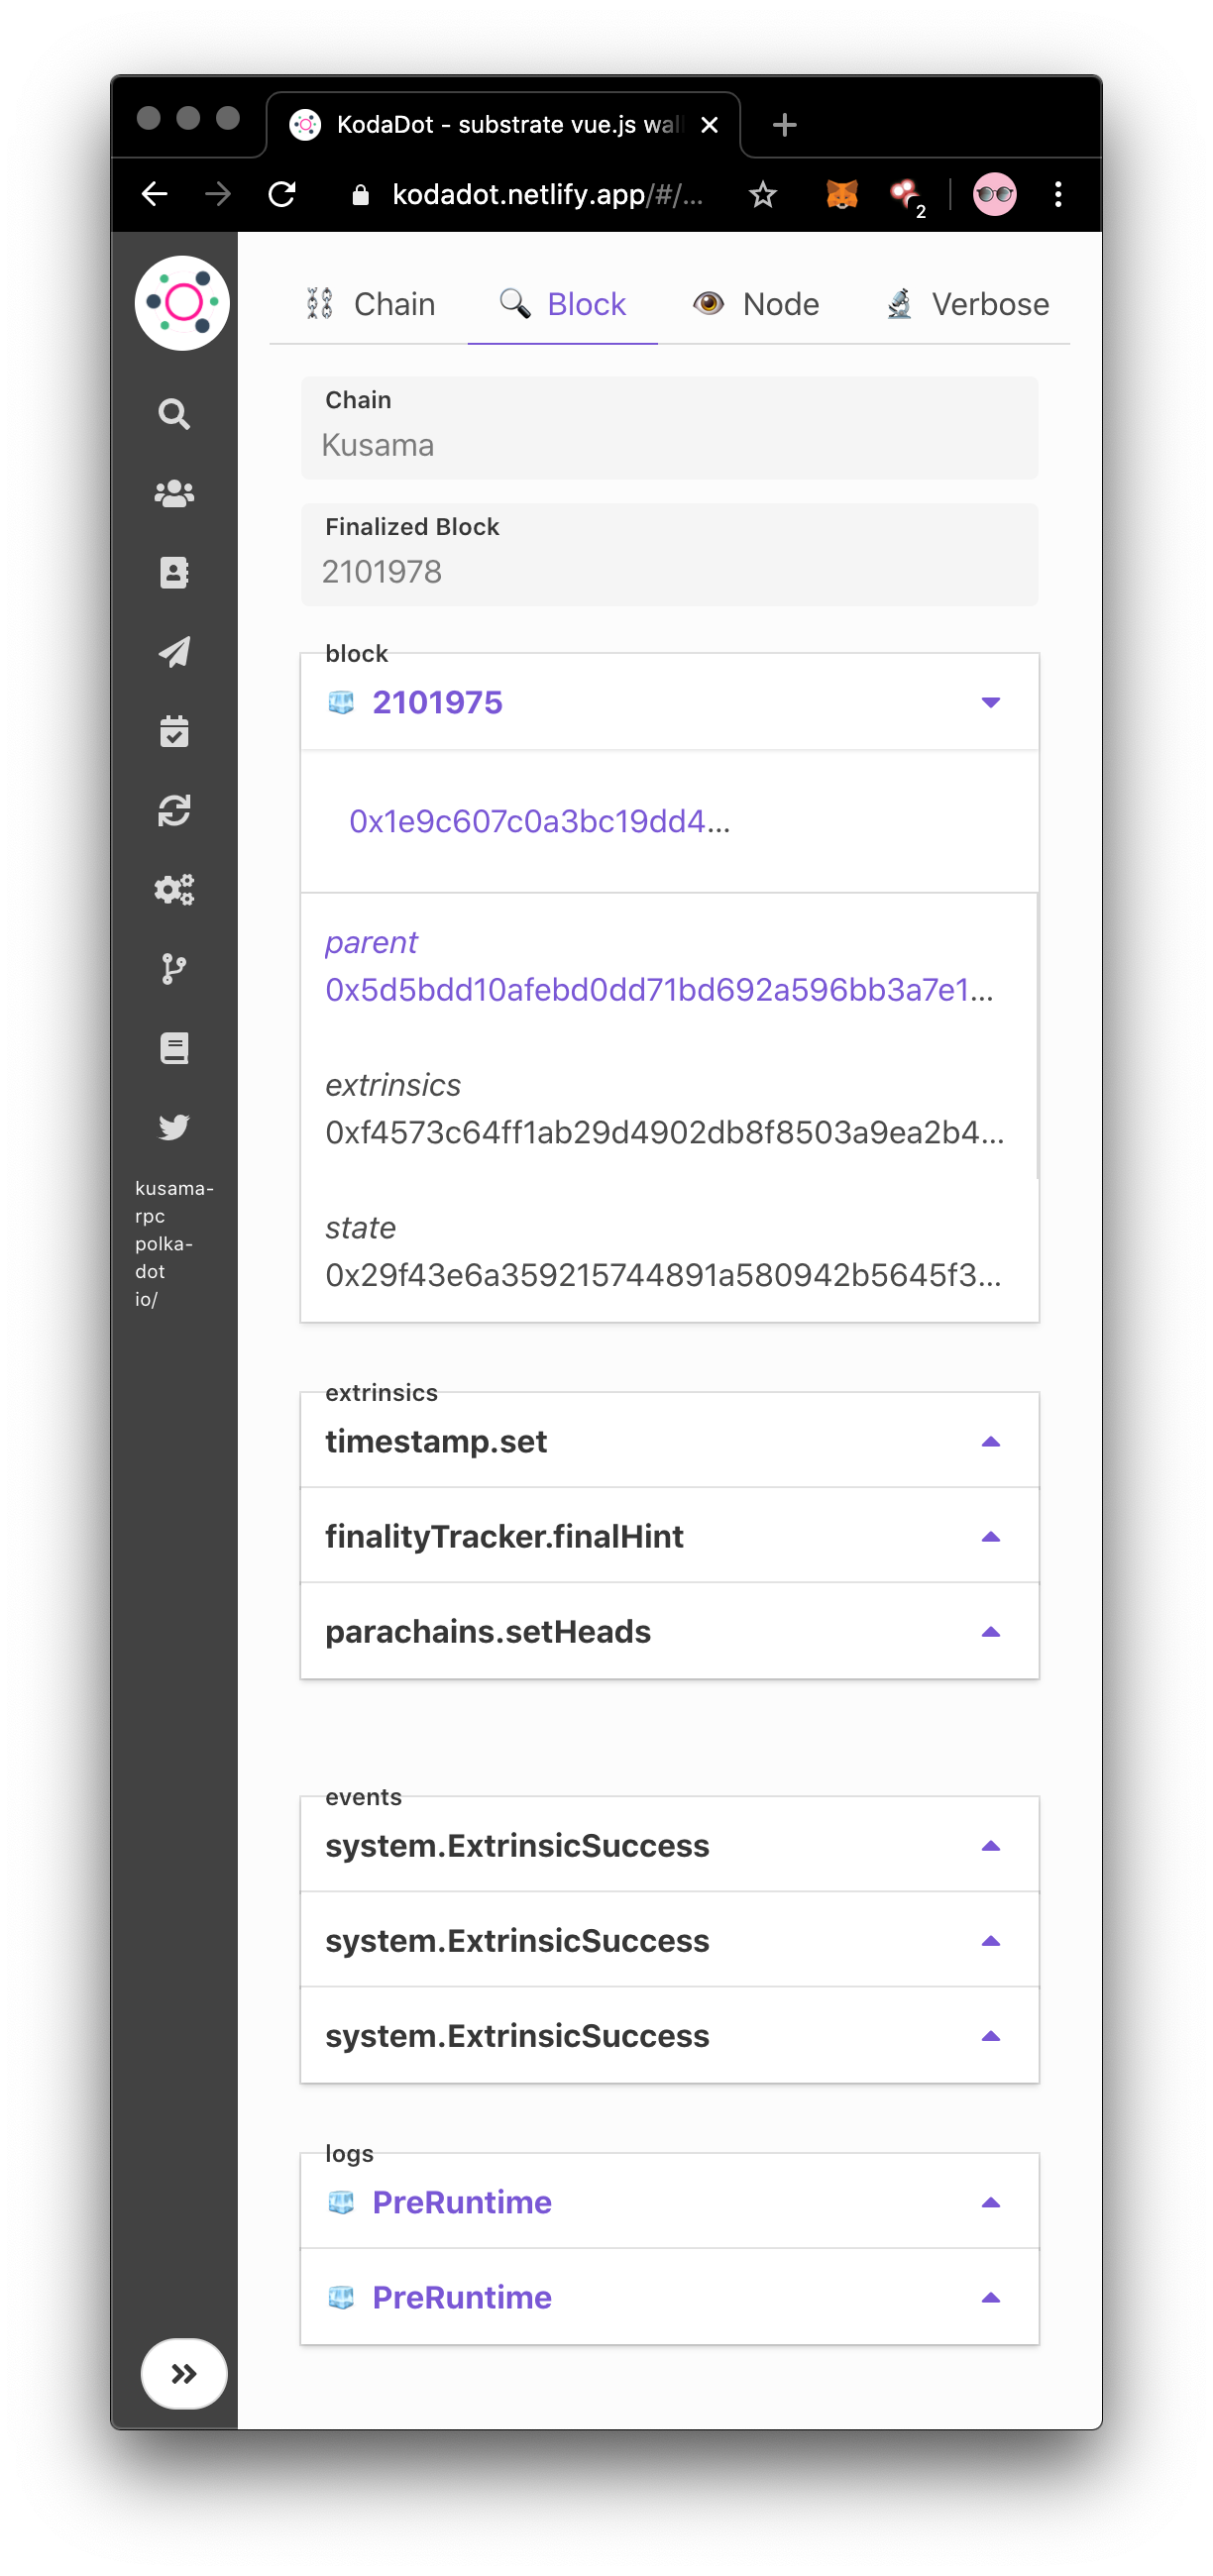 KodaDot - substrate vue.js wal
kodadot.netlify.app/#/...
2
Chain
Block
Node
Verbose
Chain
Kusama
Finalized Block
2101978
block
2101975
0x1e9c607c0a3bc19dd4...
parent
0x5d5bdd10afebd0dd71bd692a596bb3a7e1...
extrinsics
0xf4573c64ff1ab29d4902db8f8503a9ea2b4...
state
0x29f43e6a359215744891a580942b5645f3...
kusama-
rpc
polka-
dot
io/
extrinsics
timestamp.set
finalityTracker.finalHint
parachains.setHeads
events
system.ExtrinsicSuccess
system.ExtrinsicSuccess
system.ExtrinsicSuccess
logs
PreRuntime
PreRuntime